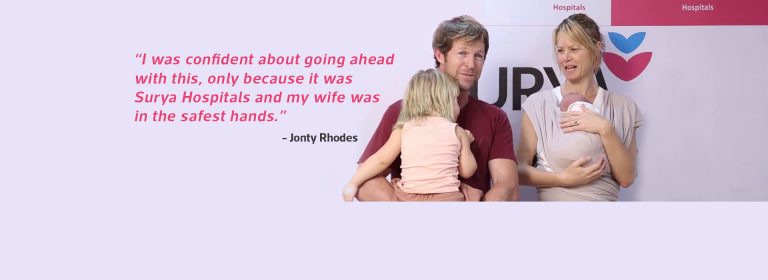 Hospitals
Hospitals
“I was confident about going ahead
with this, only because it was
Surya Hospitals and my wife was
in the safest hands.”
– Jonty Rhodes
URYA